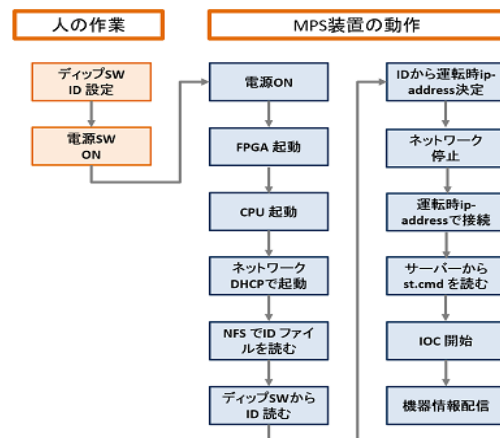 人の作業
MPS装置の動作
ディップSW
ID 設定
電源SW
ON
電源ON
FPGA 起動
CPU 起動
ネットワーク
DHCPで起動
NFS でID ファイ
ルを読む
ディップSWから
ID 読む
IDから運転時ip-
address決定
ネットワーク
停止
運転時ip-
addressで接続
サーバーから
st.cmd を読む
IOC 開始
機器情報配信